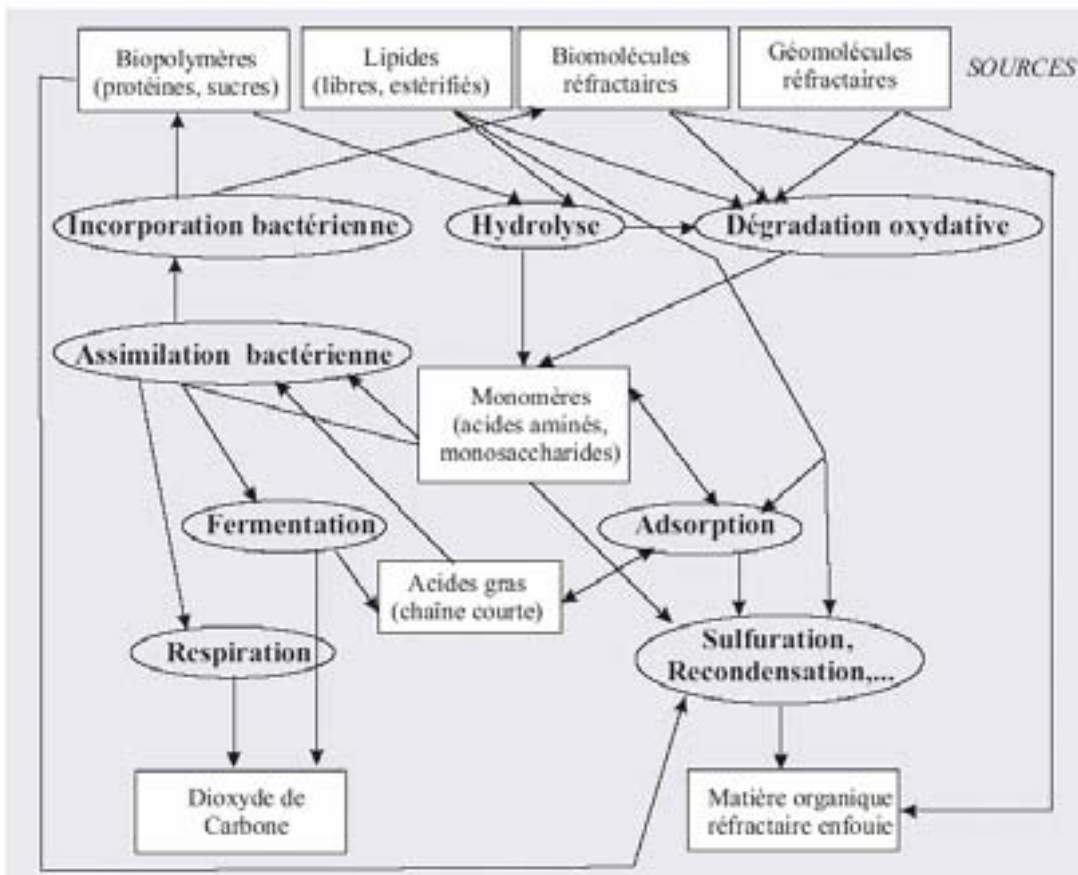 Biopolymères
(protéines, sucres)
Lipides
(libres, estérifiés)
Biomolécules
réfractaires
Géomolécules
réfractaires
SOURCES
Incorporation bactérienne
Hydrolyse
Dégradation oxydative
Assimilation bactérienne
Monomères
(acides aminés,
monosaccharides)
Fermentation
Adsorption
Acides gras
(chaîne courte)
Respiration
Sulfuration,
Recondensation,...
Dioxyde de
Carbone
Matière organique
réfractaire enfouie